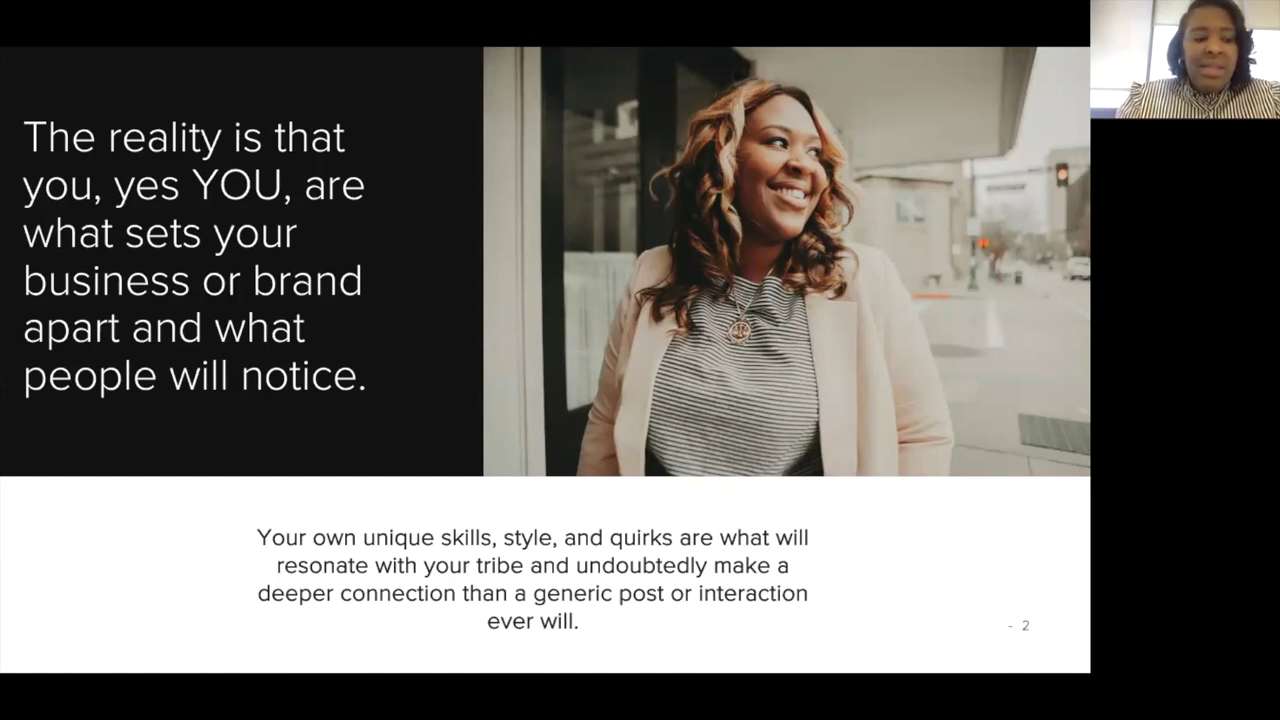 The reality is that
you, yes YOU, are
what sets your
business or brand
apart and what
people will notice.
Your own unique skills, style, and quirks are what will
resonate with your tribe and undoubtedly make a
deeper connection than a generic post or interaction
ever will.
- 2